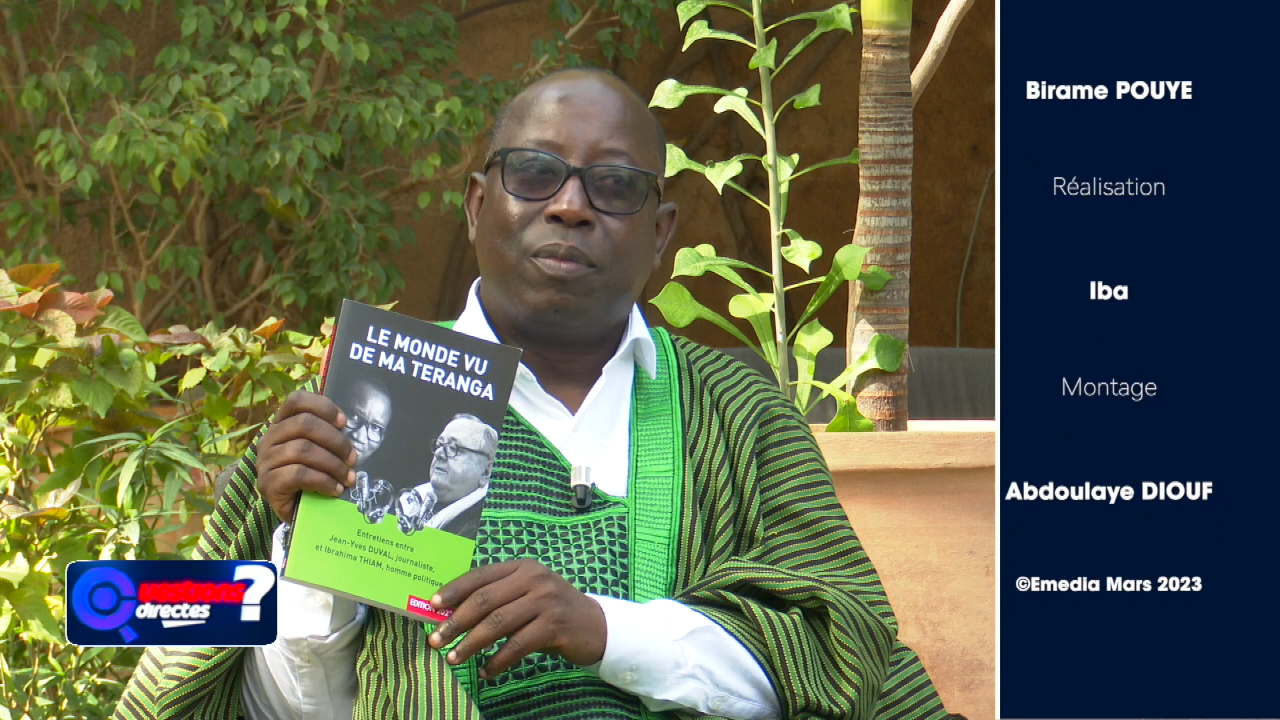 LE MONDE VU
DE MA TERANGA
Entretiens entre
Jean-Yves DUVAL, journaliste,
et Ibrahima THIAM, homme politique
Questions
directes
?
Birame POUYE
Réalisation
Iba
Montage
Abdoulaye DIOUF
©Emedia Mars 2023